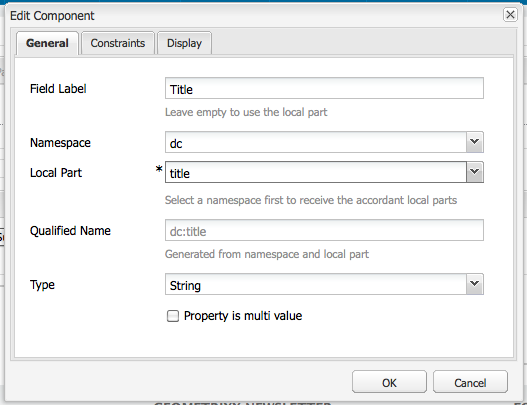 Edit Component
General Constraints Display
Field Label Title
Leave empty to use the local part
Namespace dc
Local Part * title
Select a namespace first to receive the accordant local parts
Qualified Name dc:title
Generated from namespace and local part
Type String
Property is multi value
OK Cancel
GEOMETRIXX NEWSLETTER